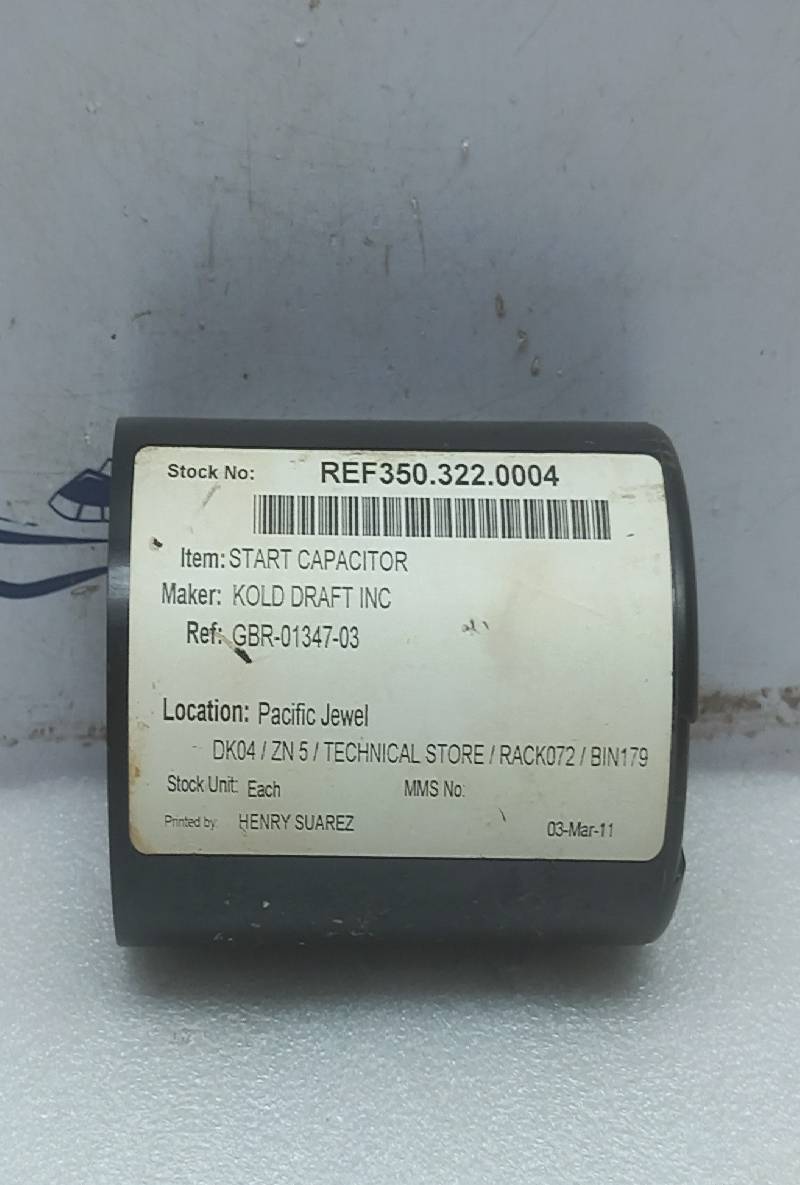 Stock No: REF350.322.0004
Item: START CAPACITOR
Maker: KOLD DRAFT INC
Ref: GBR-01347-03
Location: Pacific Jewel
DK04 / ZN 5 / TECHNICAL STORE / RACK072 / BIN179
Stock Unit: Each MMS No:
Printed by: HENRY SUAREZ 03-Mar-11